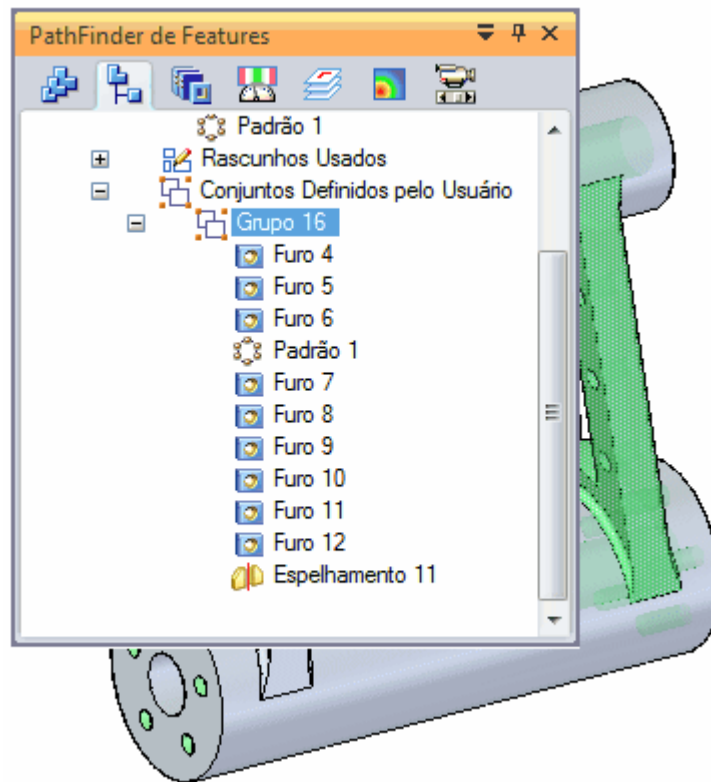 PathFinder de Features
Padrão 1
Rascunhos Usados
Conjuntos Definidos pelo Usuário
Grupo 16
Furo 4
Furo 5
Furo 6
Padrão 1
Furo 7
Furo 8
Furo 9
Furo 10
Furo 11
Furo 12
Espelhamento 11